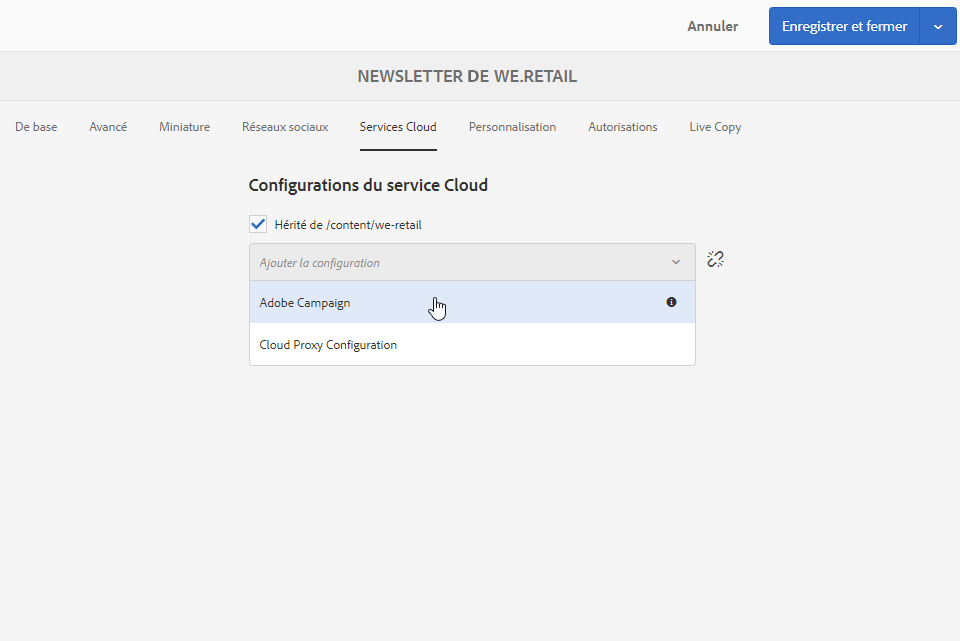 Annuler
Enregistrer et fermer
NEWSLETTER DE WE.RETAIL
De base
Avancé
Miniature
Réseaux sociaux
Services Cloud
Personnalisation
Autorisations
Live Copy
Configurations du service Cloud
Hérité de /content/we-retail
Ajouter la configuration
Adobe Campaign
Cloud Proxy Configuration